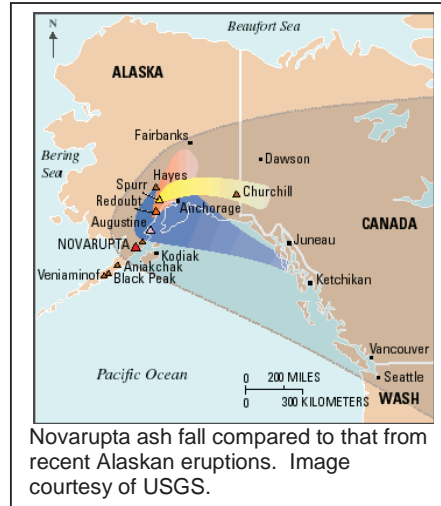 Beaufort Sea
N
ALASKA
Fairbanks
Dawson
Bering
Sea
Hayes
Spurr
Churchill
Redoubt
Anchorage
Augustine
CANADA
Juneau
NOVARUPTA
Kodiak
Aniakchak
Ketchikan
Veniaminof
Black Peak
Vancouver
Pacific Ocean
0 200 MILES
Seattle
0 300 KILOMETERS
WASH
Novarupta ash fall compared to that from
recent Alaskan eruptions. Image
courtesy of USGS.